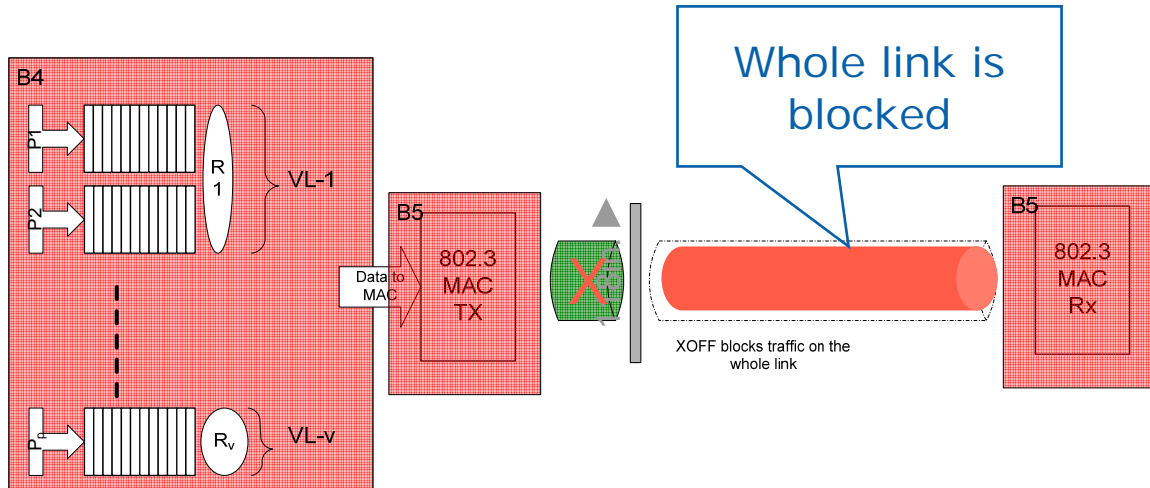 Whole link is
blocked
B4
P1
R
1
VL-1
P2
B5
802.3
MAC
TX
Data to
MAC
X
B5
802.3
MAC
Rx
XOFF blocks traffic on the
whole link
Pn
Rv
VL-v